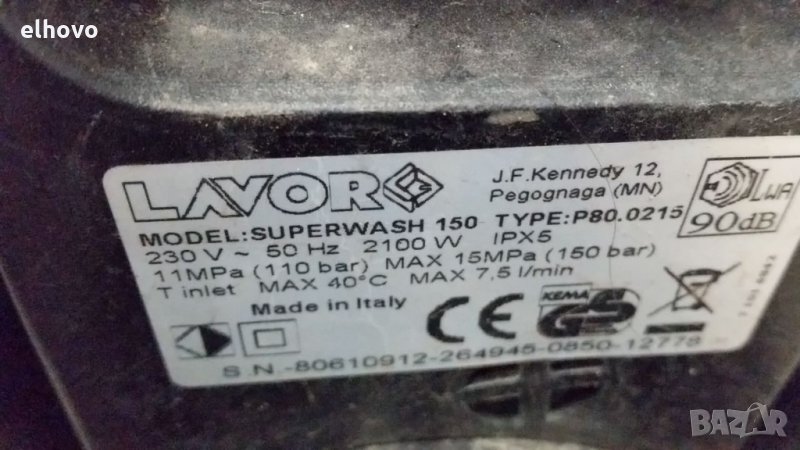 elhovo
LAVOR
J.F.Kennedy 12,
Pegognaga (MN)
LWA
90dB
MODEL:SUPERWASH 150 TYPE:P80.0215
230 V ~ 50 Hz 2100 W IPX5
11MPa (110 bar) MAX 15MPa (150 bar)
T inlet MAX 40°C MAX 7,5 l/min
Made in Italy
CE
KEMA
GS
S.N.-80610912-264945-0850-12778
BAZAR